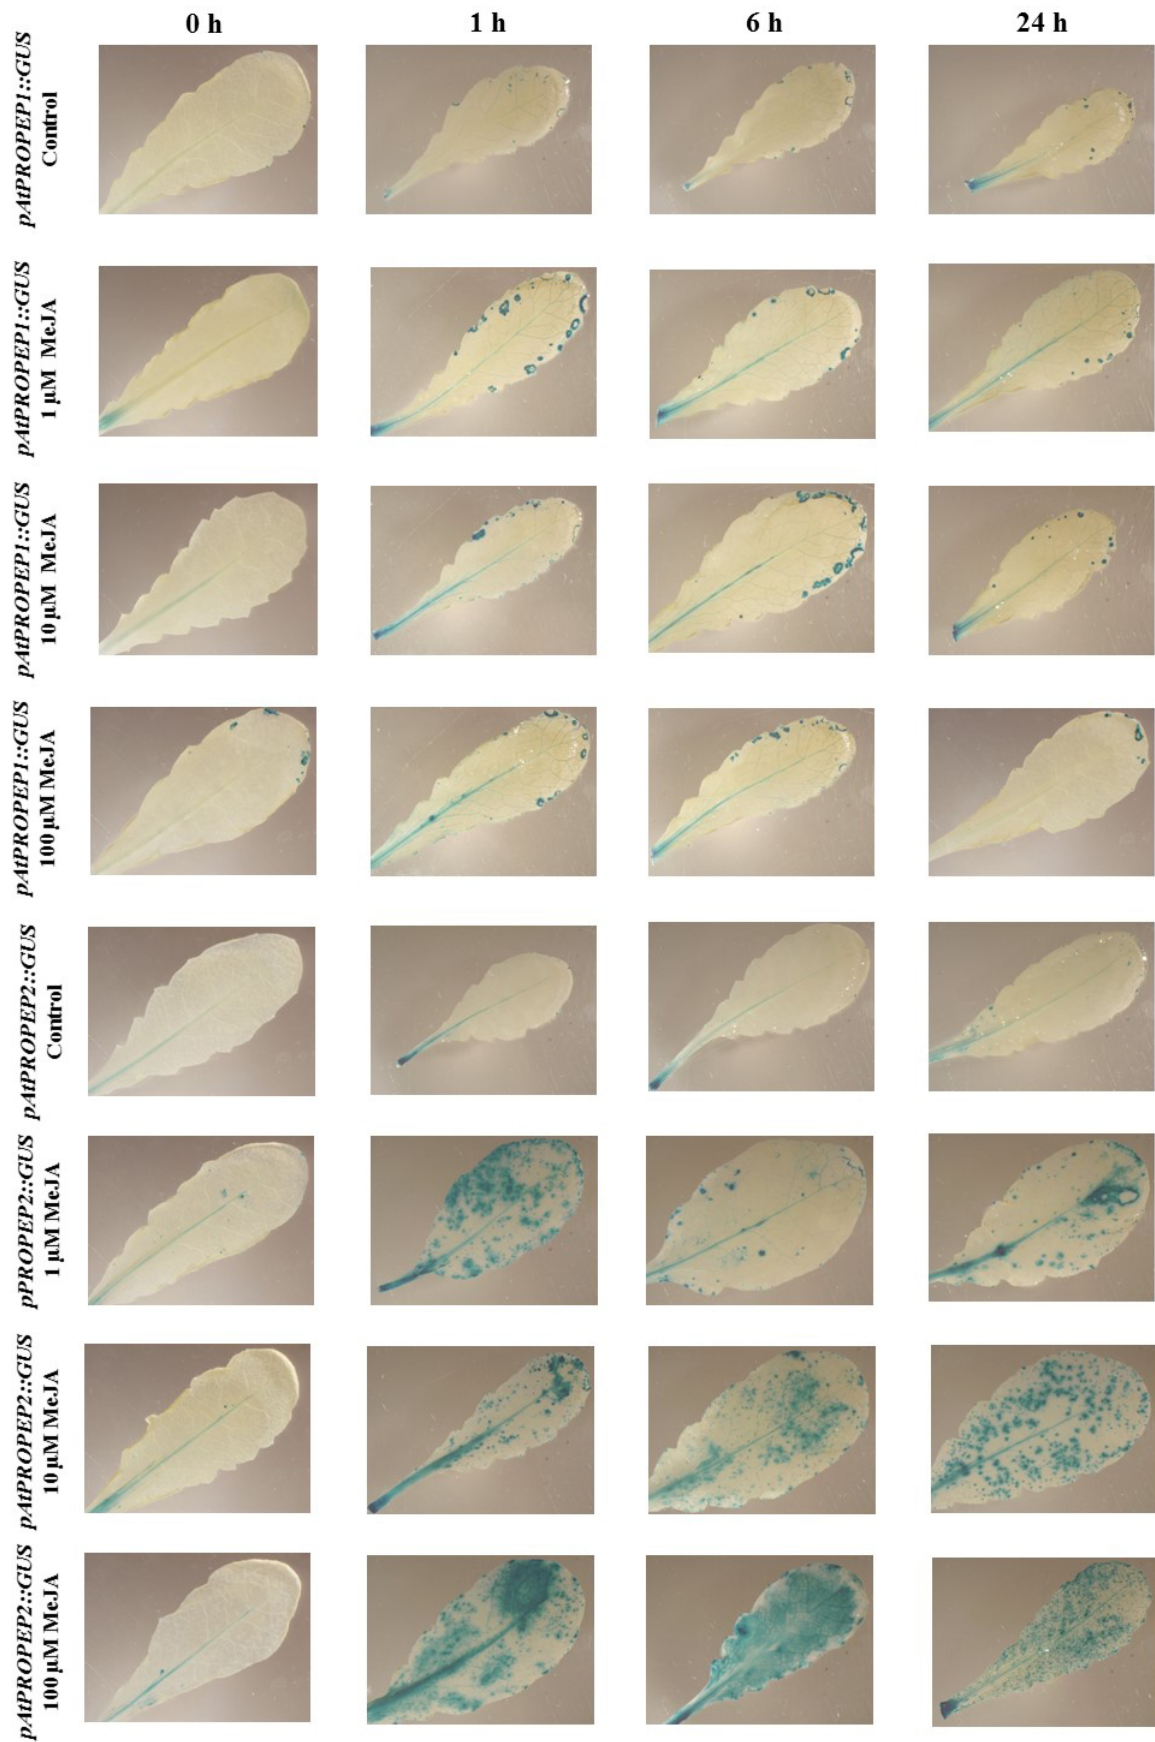 0 h 1 h 6 h 24 h
pAtPROPEP1::GUS
Control
pAtPROPEP1::GUS
1 µM MeJA
pAtPROPEP1::GUS
10 µM MeJA
pAtPROPEP1::GUS
100 µM MeJA
pAtPROPEP2::GUS
Control
pPROPEP2::GUS
1 µM MeJA
pAtPROPEP2::GUS
10 µM MeJA
pAtPROPEP2::GUS
100 µM MeJA